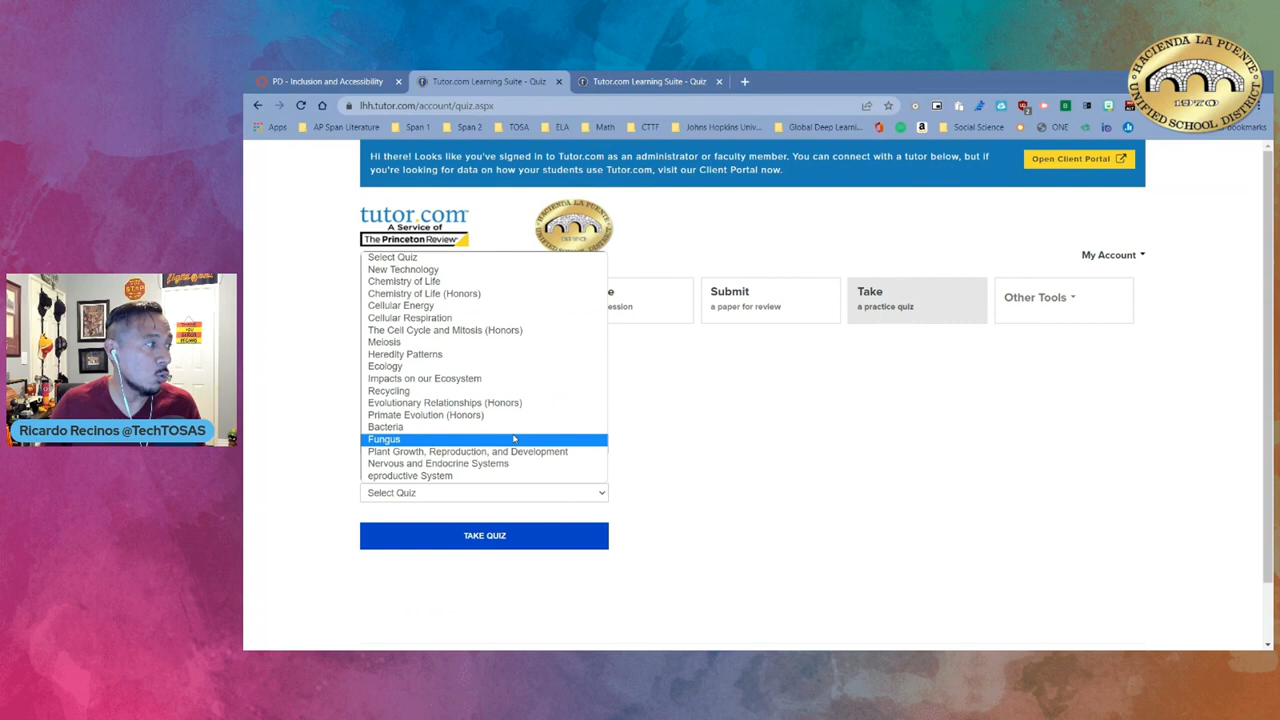 HACIENDA LA PUENTE
1970
UNIFIED SCHOOL DISTRICT
PD - Inclusion and Accessibility
Tutor.com Learning Suite - Quiz
Tutor.com Learning Suite - Quiz
lhh.tutor.com/account/quiz.aspx
Apps
AP Span Literature
Span 1
Span 2
TOSA
ELA
Math
CTTF
Johns Hopkins Univ...
Global Deep Learni...
Social Science
ONE
bookmarks
Hi there! Looks like you've signed in to Tutor.com as an administrator or faculty member. You can connect with a tutor below, but if
you're looking for data on how your students use Tutor.com, visit our Client Portal now.
Open Client Portal
tutor.com
A Service of
The Princeton Review
My Account
Select Quiz
New Technology
Chemistry of Life
Chemistry of Life (Honors)
Cellular Energy
Cellular Respiration
The Cell Cycle and Mitosis (Honors)
Meiosis
Heredity Patterns
Ecology
Impacts on our Ecosystem
Recycling
Evolutionary Relationships (Honors)
Primate Evolution (Honors)
Bacteria
Fungus
Plant Growth, Reproduction, and Development
Nervous and Endocrine Systems
eproductive System
Select Quiz
TAKE QUIZ
e
ession
Submit
a paper for review
Take
a practice quiz
Other Tools
Ricardo Recinos @TechTOSAS